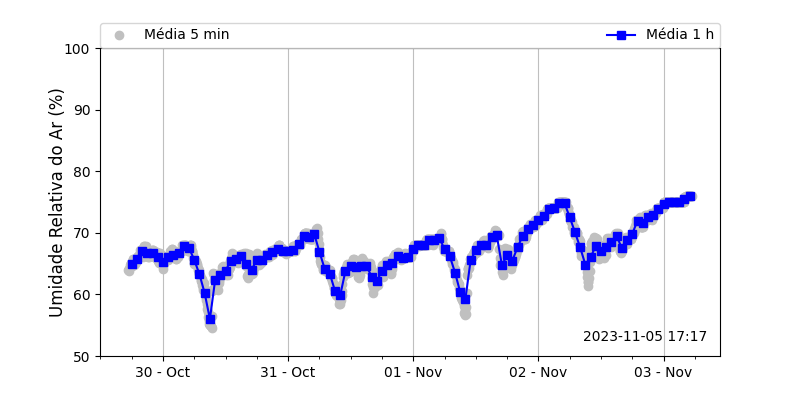 Média 5 min
Média 1 h
Umidade Relativa do Ar (%)
100
90
80
70
60
50
2023-11-05 17:17
30 - Oct
31 - Oct
01 - Nov
02 - Nov
03 - Nov